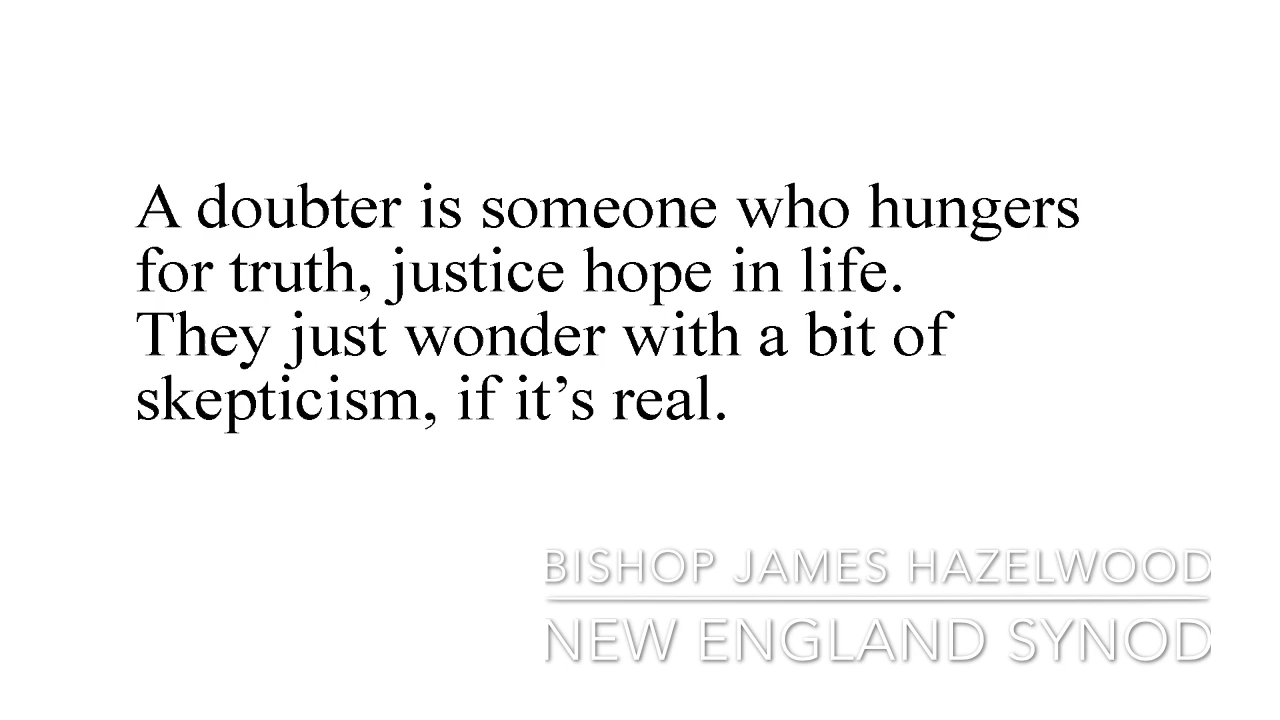 A doubter is someone who hungers
for truth, justice hope in life.
They just wonder with a bit of
skepticism, if it’s real.
BISHOP JAMES HAZELWOOD
NEW ENGLAND SYNOD